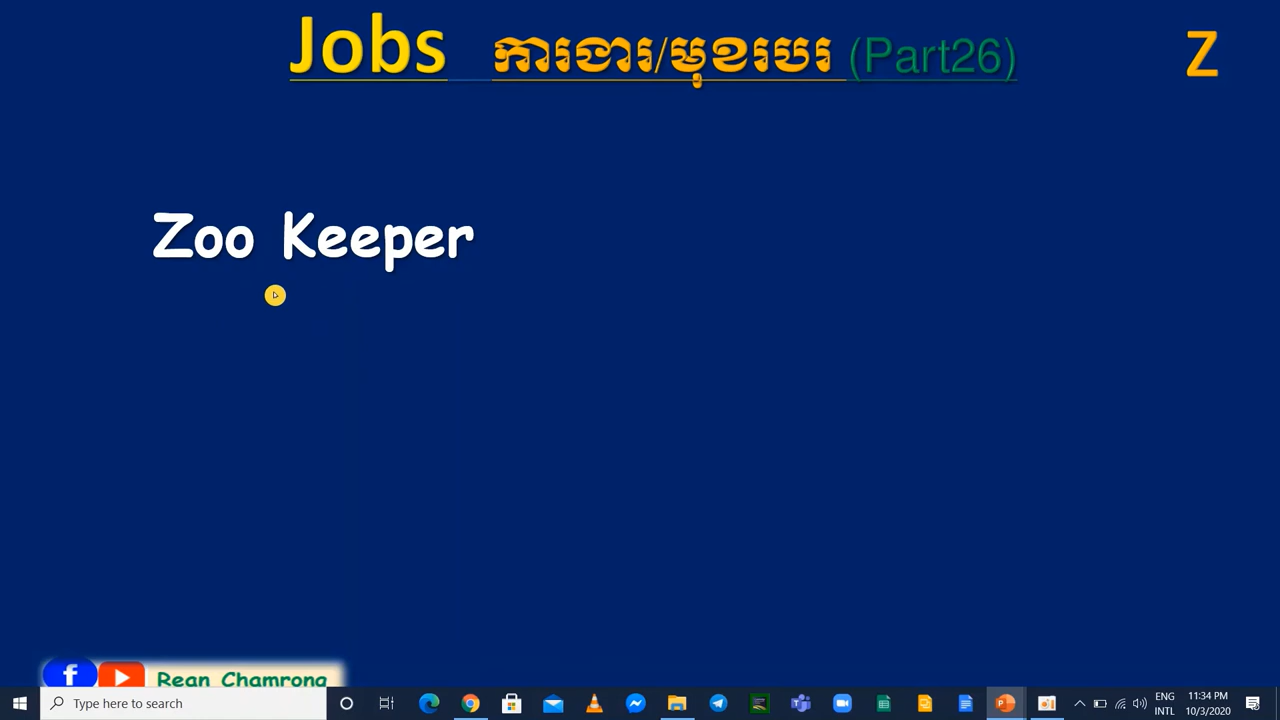 Jobs ការងារ/មុខរបរ (Part26) Z
Zoo Keeper
f Rean Chamrong
Type here to search
ENG 11:34 PM
INTL 10/3/2020